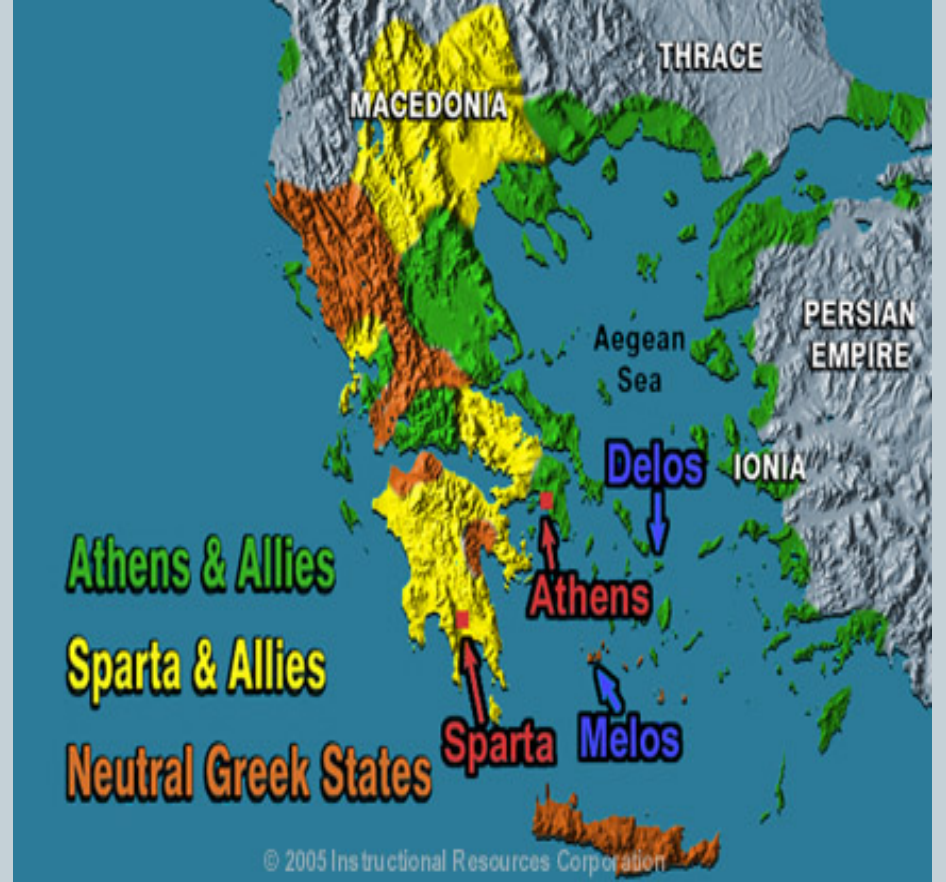 THRACE
MACEDONIA
PERSIAN
EMPIRE
Aegean
Sea
Delos
IONIA
Athens & Allies
Athens
Sparta & Allies
Sparta
Melos
Neutral Greek States
© 2005 Instructional Resources Corporation